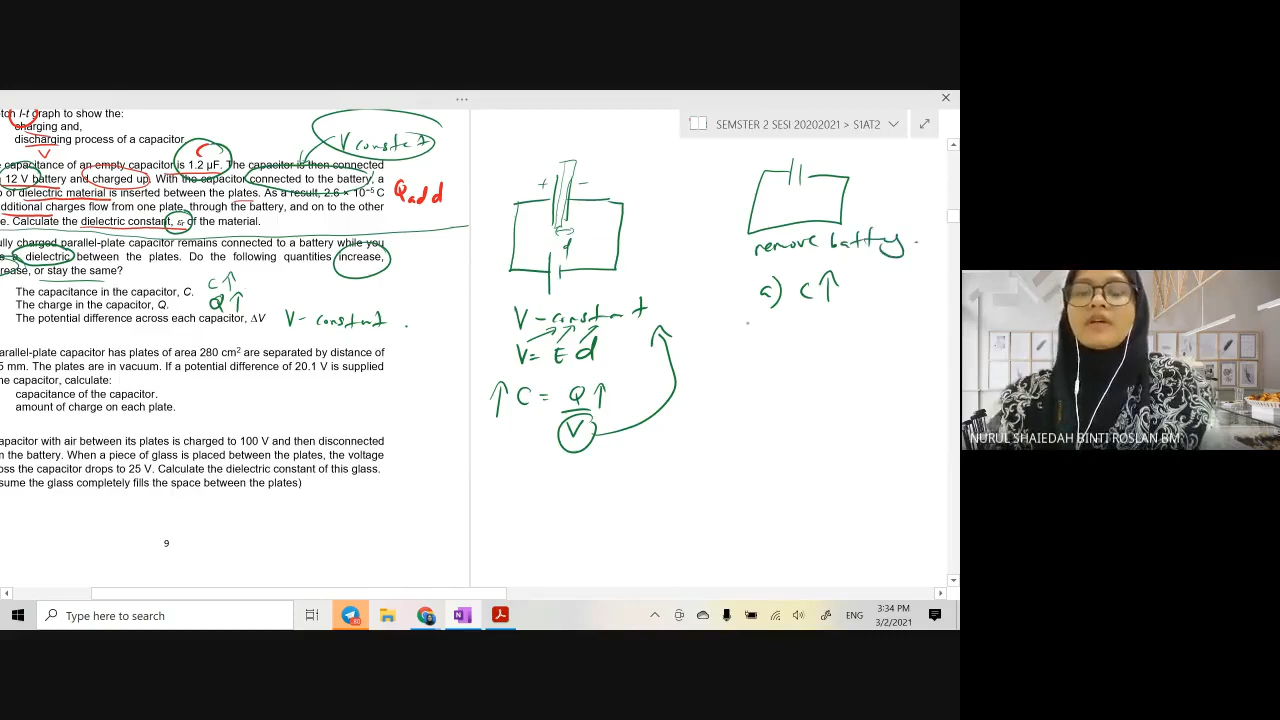 tch I-t graph to show the:
charging and,
discharging process of a capacitor
V
V constant
e capacitance of an empty capacitor is 1.2 μF. The capacitor is then connected
12 V battery and charged up. With the capacitor connected to the battery, a
o of dielectric material is inserted between the plates. As a result, 2.6 × 10⁻⁵ C
dditional charges flow from one plate, through the battery, and on to the other
e. Calculate the dielectric constant, εr of the material.
Q add
ully charged parallel-plate capacitor remains connected to a battery while you
a dielectric between the plates. Do the following quantities increase,
rease, or stay the same?
The capacitance in the capacitor, C.
C ↑
The charge in the capacitor, Q.
Q ↑
The potential difference across each capacitor, ΔV
V - constant .
arallel-plate capacitor has plates of area 280 cm² are separated by distance of
5 mm. The plates are in vacuum. If a potential difference of 20.1 V is supplied
he capacitor, calculate:
capacitance of the capacitor.
amount of charge on each plate.
apacitor with air between its plates is charged to 100 V and then disconnected
m the battery. When a piece of glass is placed between the plates, the voltage
oss the capacitor drops to 25 V. Calculate the dielectric constant of this glass.
sume the glass completely fills the space between the plates)
9
+ -
d
V - constant
V = E d
↑ C = Q ↑
V
SEMSTER 2 SESI 20202021 > S1AT2
remove battery .
a) C ↑
NURUL SHAIEDAH BINTI ROSLAN BM
Type here to search
80
ENG
3:34 PM
3/2/2021